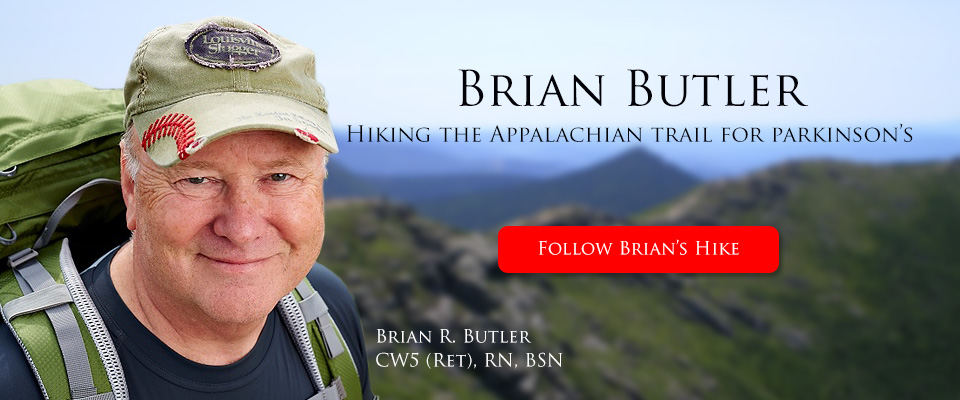 Louisville
Slugger
BRIAN BUTLER
HIKING THE APPALACHIAN TRAIL FOR PARKINSON'S
FOLLOW BRIAN'S HIKE
BRIAN R. BUTLER
CW5 (RET), RN, BSN